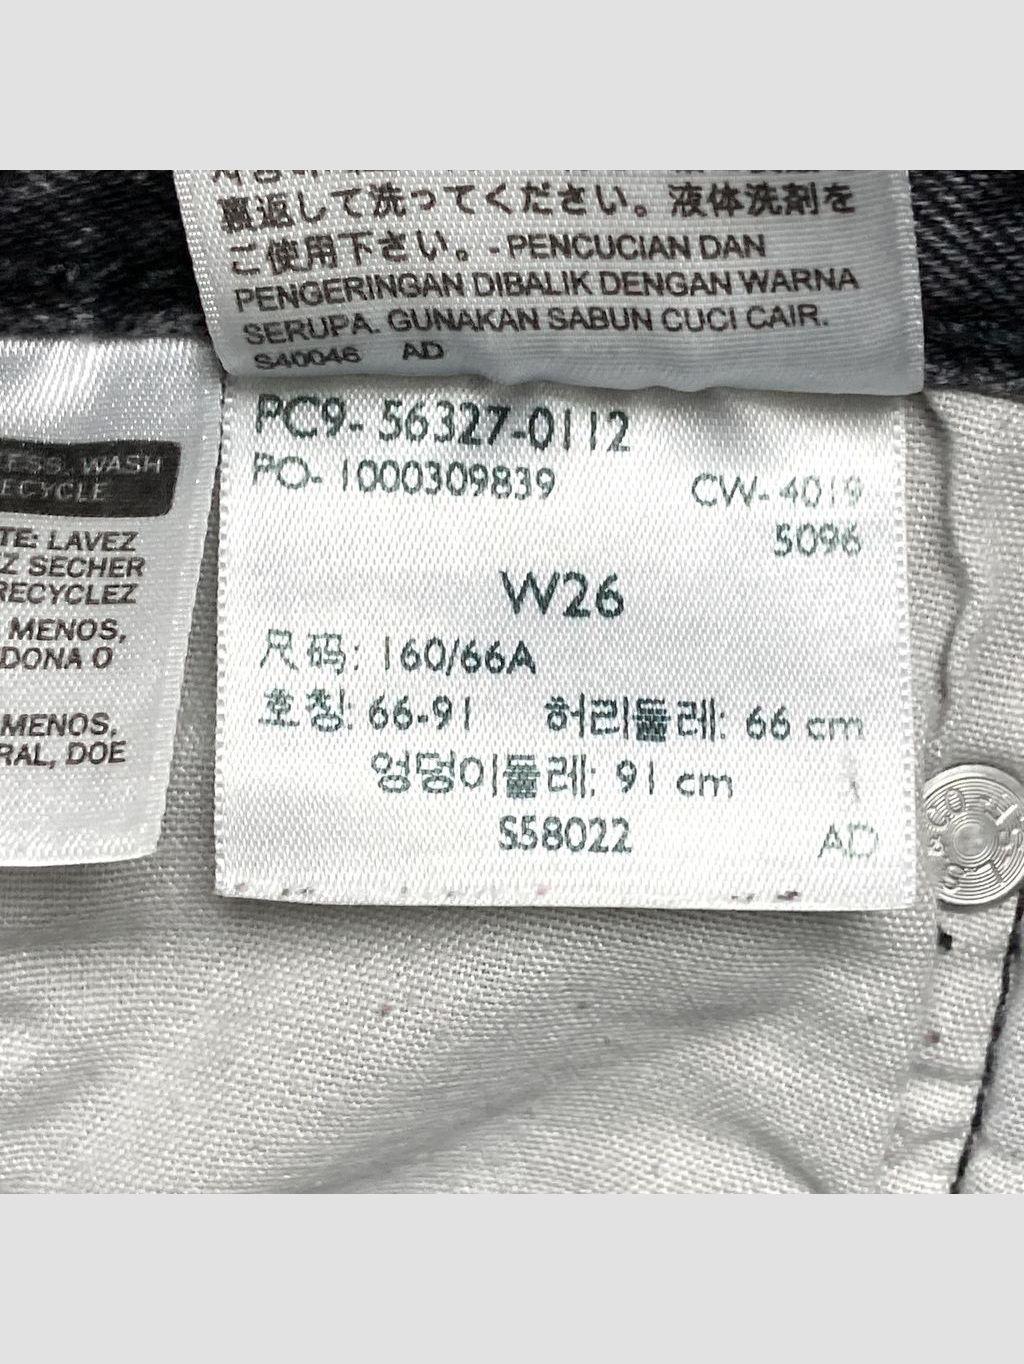 裏返して洗ってください。液体洗剤を
ご使用下さい。- PENCUCIAN DAN
PENGERINGAN DIBALIK DENGAN WARNA
SERUPA. GUNAKAN SABUN CUCI CAIR.
S40046 AD
ESS, WASH
ECYCLE
TE: LAVEZ
Z SECHER
RECYCLEZ
MENOS,
DONA O
MENOS,
RAL, DOE
PC9- 56327-0112
PO- 1000309839
CW- 4019
5096
W26
尺码: 160/66A
호칭: 66-91 허리둘레: 66 cm
엉덩이둘레: 91 cm
S58022 AD